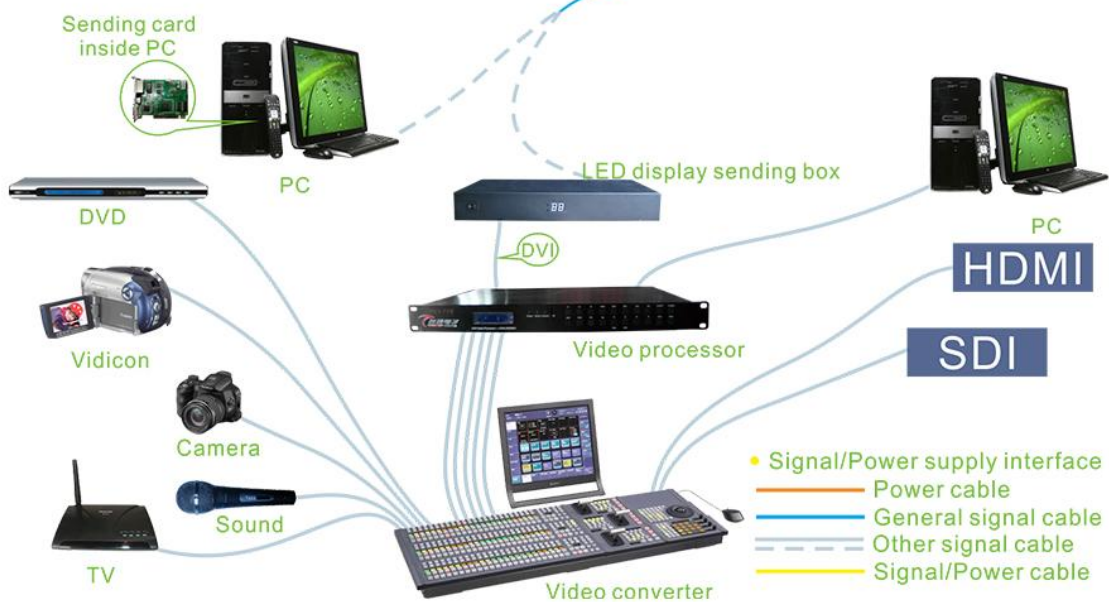 Sending card
inside PC
PC
LED display sending box
88
DVD
DVI
PC
HDMI
Vidicon
Video processor
SDI
Camera
Sound
TV
Video converter
Signal/Power supply interface
Power cable
General signal cable
Other signal cable
Signal/Power cable